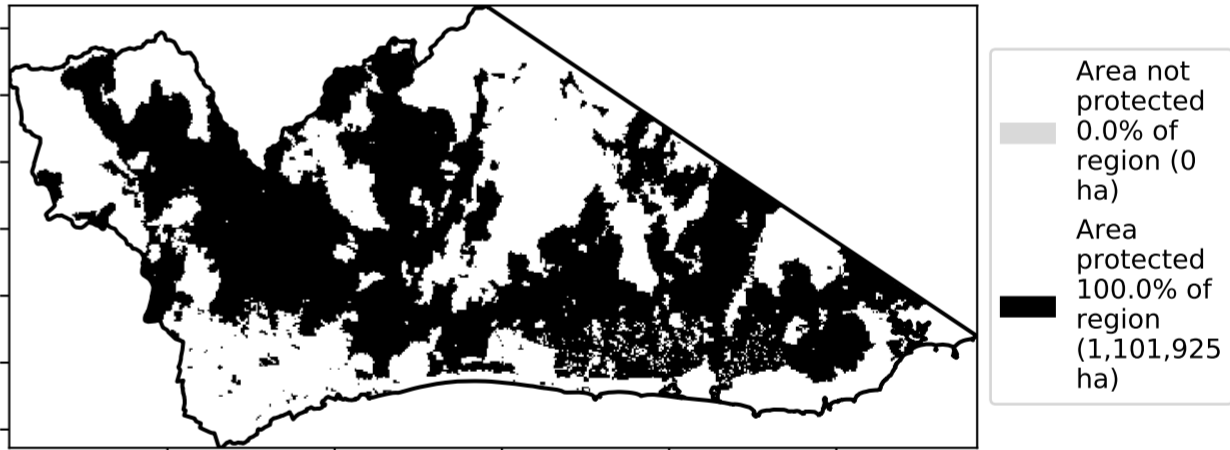 Area not
protected
0.0% of
region (0
ha)
Area
protected
100.0% of
region
(1,101,925
ha)